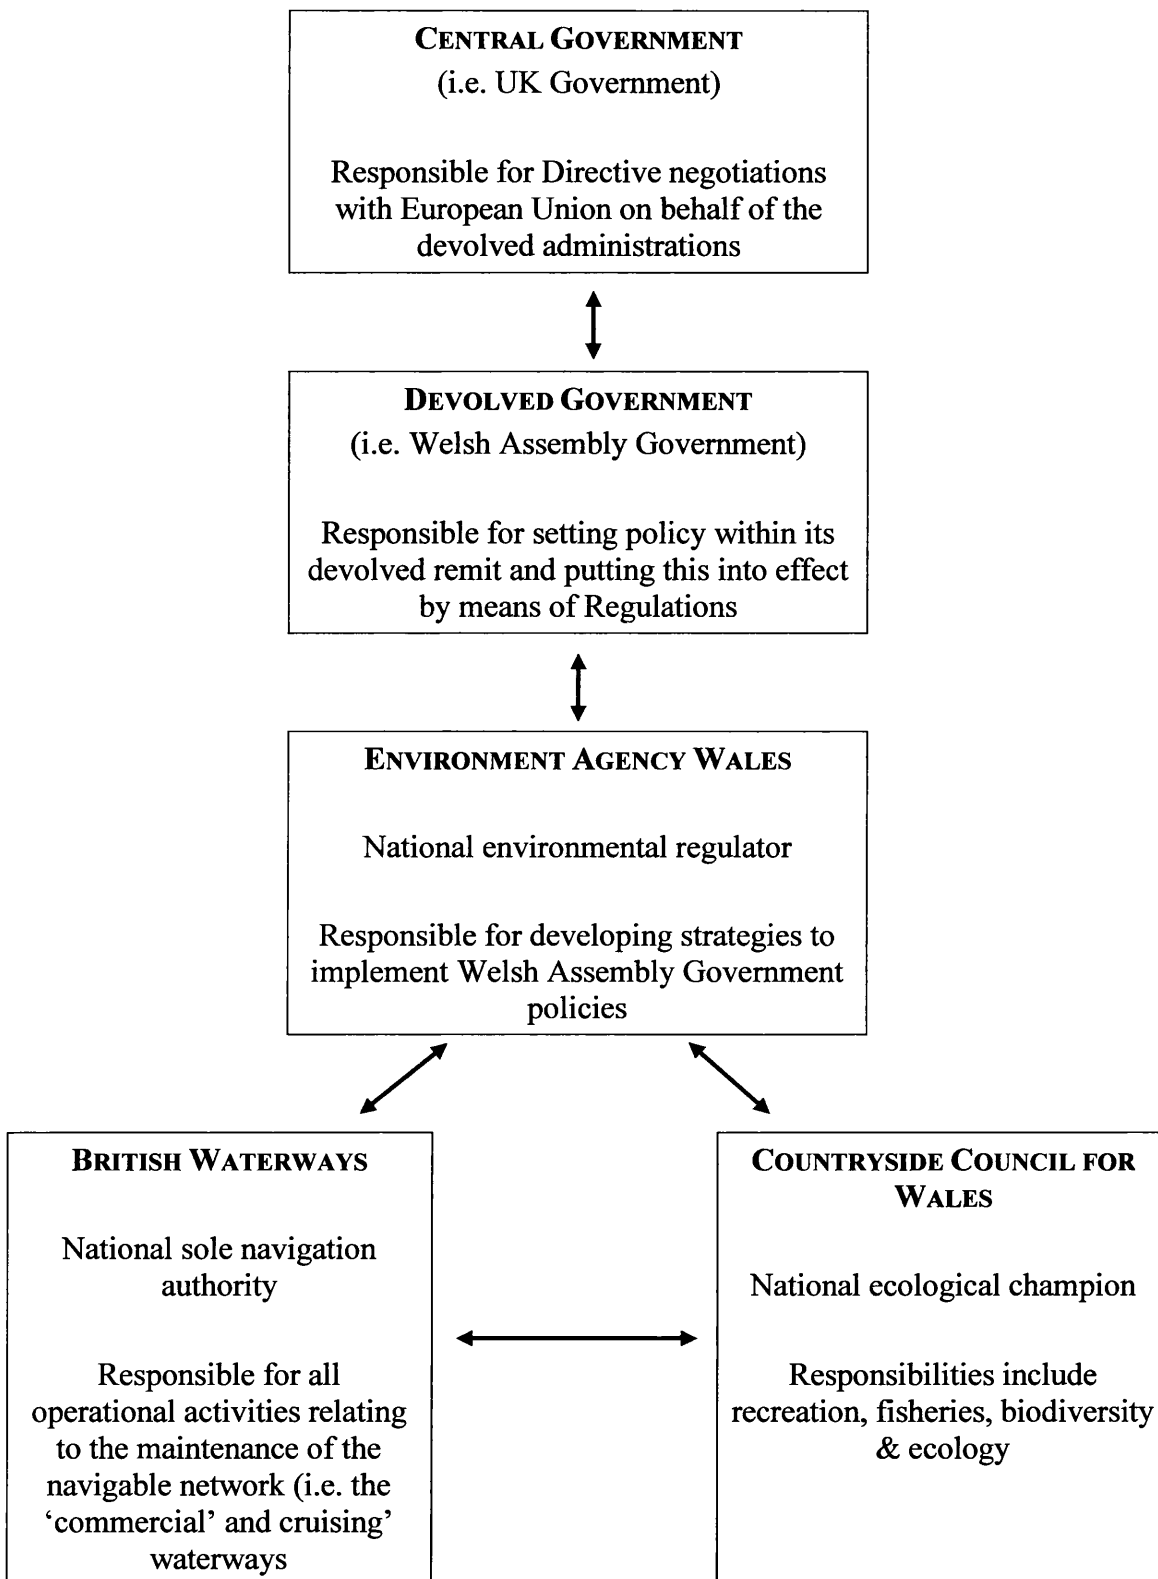 CENTRAL GOVERNMENT
(i.e. UK Government)
Responsible for Directive negotiations
with European Union on behalf of the
devolved administrations
DEVOLVED GOVERNMENT
(i.e. Welsh Assembly Government)
Responsible for setting policy within its
devolved remit and putting this into effect
by means of Regulations
ENVIRONMENT AGENCY WALES
National environmental regulator
Responsible for developing strategies to
implement Welsh Assembly Government
policies
BRITISH WATERWAYS
National sole navigation
authority
Responsible for all
operational activities relating
to the maintenance of the
navigable network (i.e. the
‘commercial’ and cruising’
waterways
COUNTRYSIDE COUNCIL FOR
WALES
National ecological champion
Responsibilities include
recreation, fisheries, biodiversity
& ecology